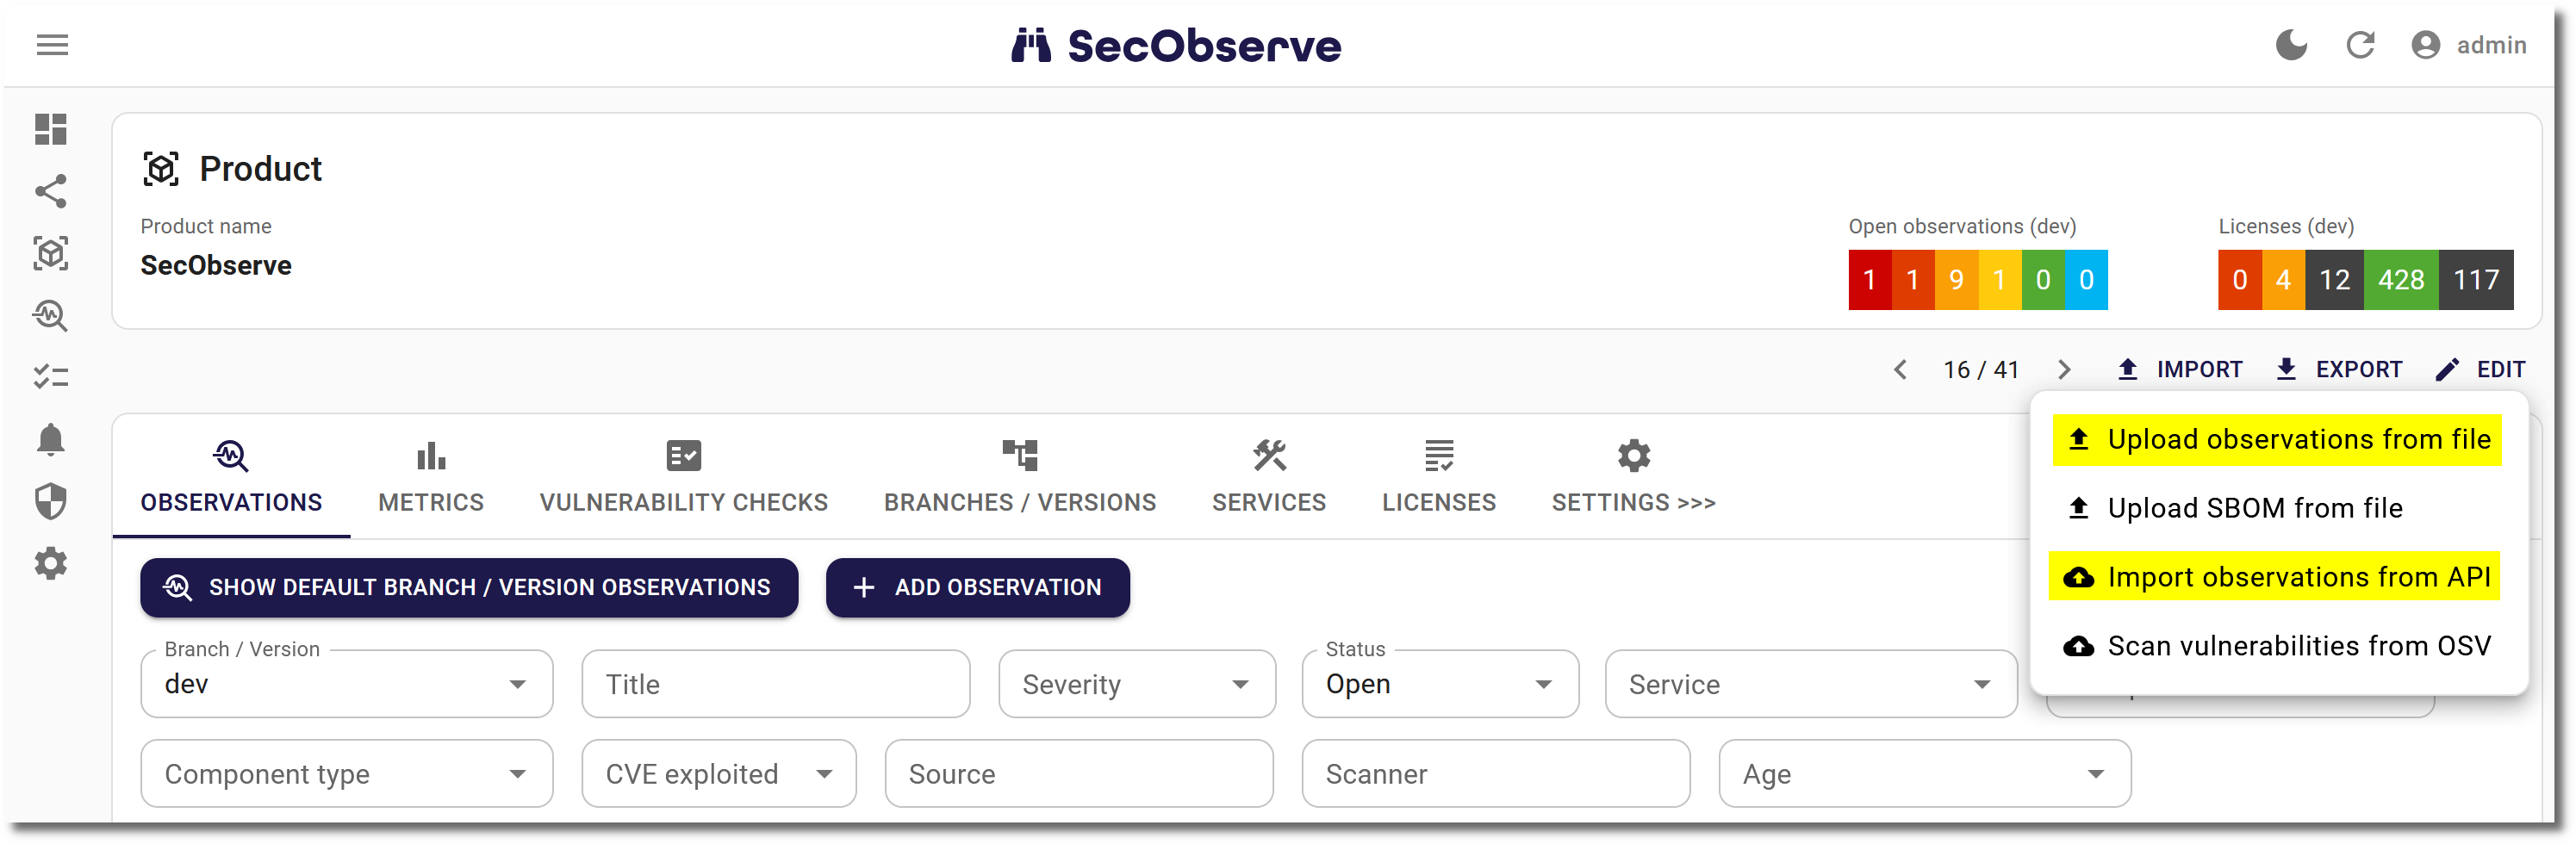 SecObserve
admin
Product
Product name
SecObserve
Open observations (dev)
1 1 9 1 0 0
Licenses (dev)
0 4 12 428 117
16 / 41
IMPORT
EXPORT
EDIT
Upload observations from file
Upload SBOM from file
Import observations from API
Scan vulnerabilities from OSV
OBSERVATIONS
METRICS
VULNERABILITY CHECKS
BRANCHES / VERSIONS
SERVICES
LICENSES
SETTINGS >>>
SHOW DEFAULT BRANCH / VERSION OBSERVATIONS
ADD OBSERVATION
Branch / Version
dev
Title
Severity
Status
Open
Service
Component type
CVE exploited
Source
Scanner
Age